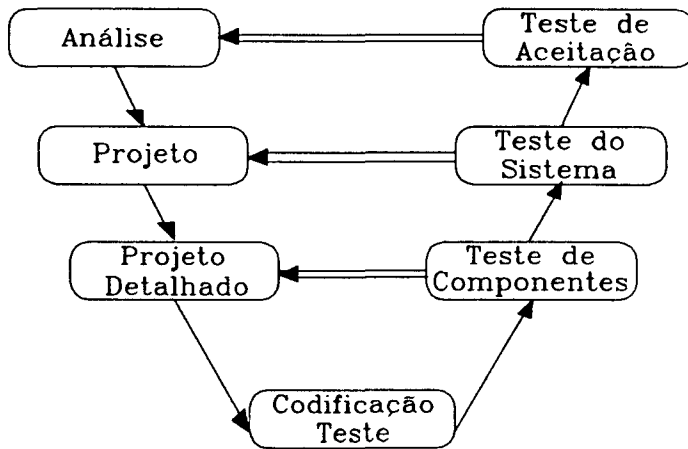 Análise
Teste de
Aceitação
Projeto
Teste do
Sistema
Projeto
Detalhado
Teste de
Componentes
Codificação
Teste